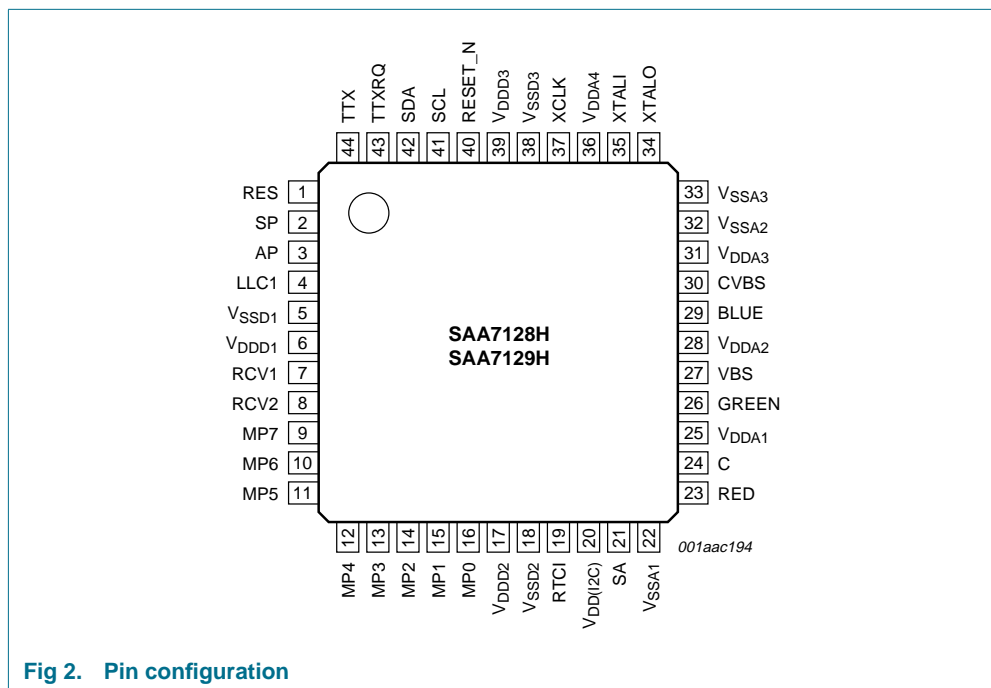 44 TTX
43 TTXRQ
42 SDA
41 SCL
40 RESET_N
39 VDDD3
38 VSSD3
37 XCLK
36 VDDA4
35 XTALI
34 XTALO
RES 1
SP 2
AP 3
LLC1 4
VSSD1 5
VDDD1 6
RCV1 7
RCV2 8
MP7 9
MP6 10
MP5 11
SAA7128H
SAA7129H
33 VSSA3
32 VSSA2
31 VDDA3
30 CVBS
29 BLUE
28 VDDA2
27 VBS
26 GREEN
25 VDDA1
24 C
23 RED
MP4 12
MP3 13
MP2 14
MP1 15
MP0 16
VDDD2 17
VSSD2 18
RTCI 19
VDD(I2C) 20
SA 21
VSSA1 22
001aac194
Fig 2. Pin configuration